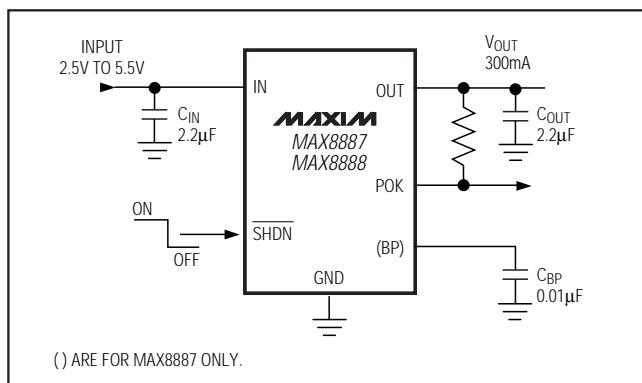 INPUT
2.5V TO 5.5V
VOUT
300mA
IN
OUT
CIN
2.2µF
MAXIM
MAX8887
MAX8888
COUT
2.2µF
POK
ON
OFF
SHDN
(BP)
GND
CBP
0.01µF
( ) ARE FOR MAX8887 ONLY.